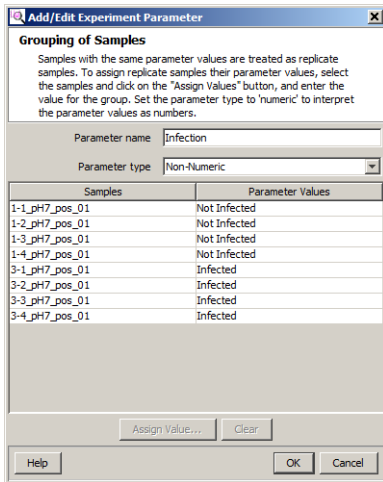 Add/Edit Experiment Parameter
Grouping of Samples
Samples with the same parameter values are treated as replicate
samples. To assign replicate samples their parameter values, select
the samples and click on the "Assign Values" button, and enter the
value for the group. Set the parameter type to 'numeric' to interpret
the parameter values as numbers.
Parameter name Infection
Parameter type Non-Numeric
Samples Parameter Values
1-1_pH7_pos_01 Not Infected
1-2_pH7_pos_01 Not Infected
1-3_pH7_pos_01 Not Infected
1-4_pH7_pos_01 Not Infected
3-1_pH7_pos_01 Infected
3-2_pH7_pos_01 Infected
3-3_pH7_pos_01 Infected
3-4_pH7_pos_01 Infected
Assign Value... Clear
Help OK Cancel